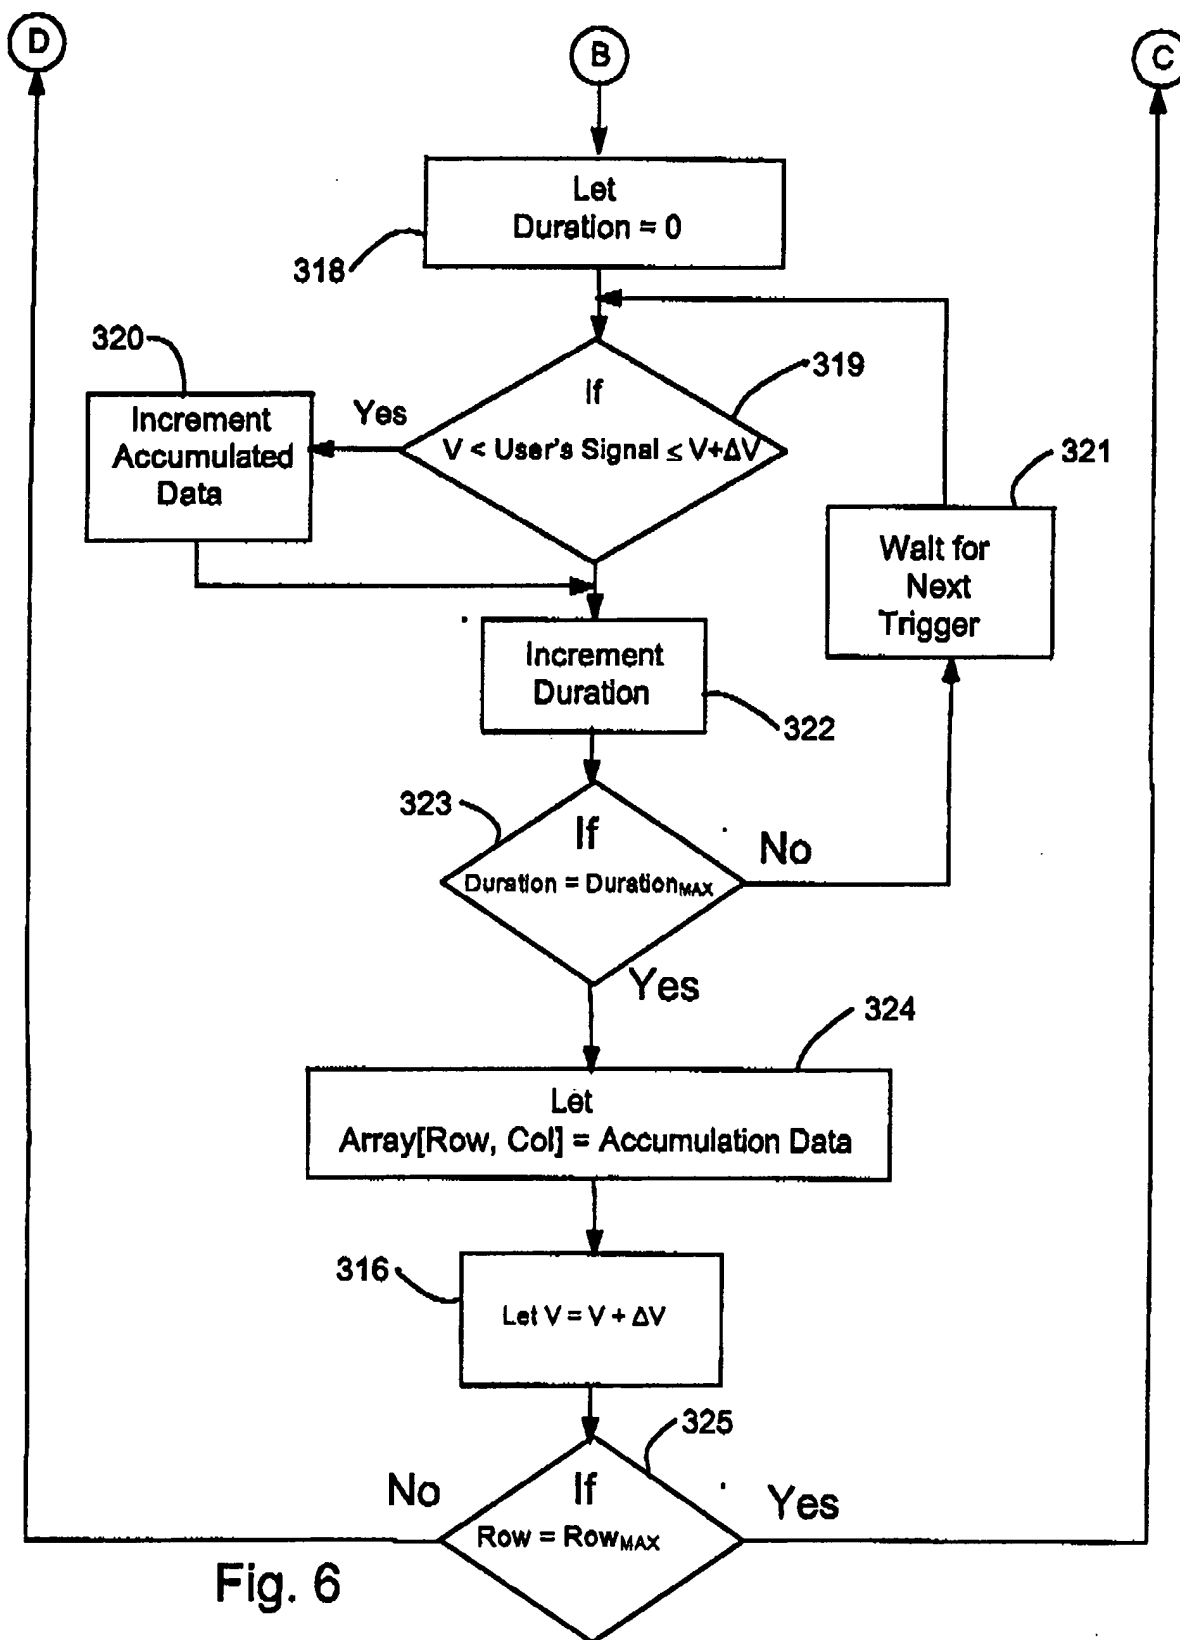 D
B
C
Let
Duration = 0
318
320
319
If
V < User's Signal ≤ V+ΔV
Yes
Increment
Accumulated
Data
321
Wait for
Next
Trigger
Increment
Duration
322
323
If
Duration = DurationMAX
No
Yes
324
Let
Array[Row, Col] = Accumulation Data
316
Let V = V + ΔV
325
No
If
Yes
Row = RowMAX
Fig. 6